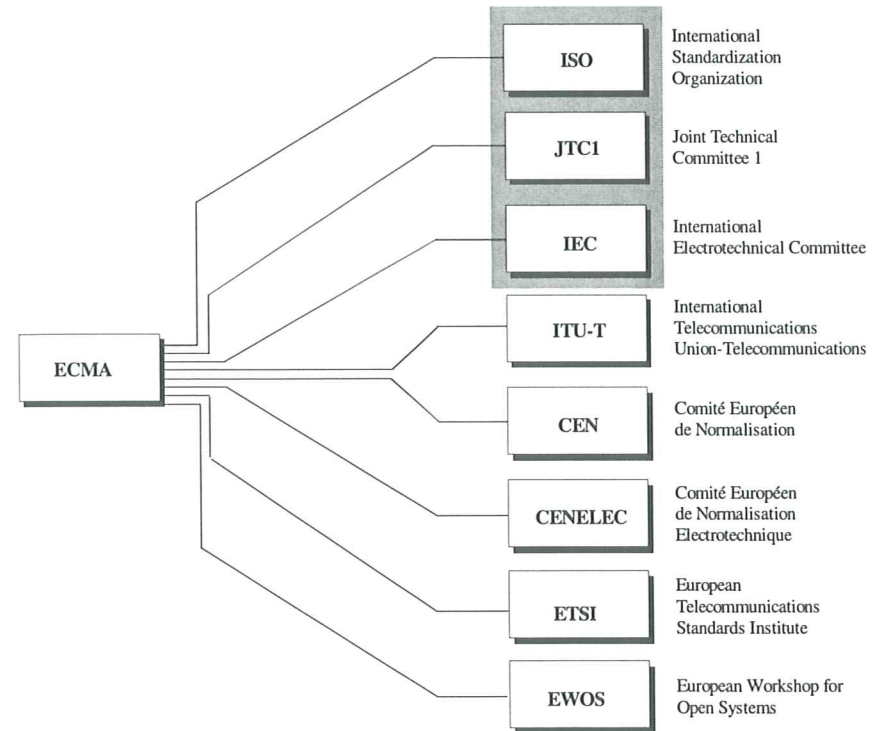 ISO
International
Standardization
Organization
JTC1
Joint Technical
Committee 1
IEC
International
Electrotechnical Committee
ECMA
ITU-T
International
Telecommunications
Union-Telecommunications
CEN
Comité Européen
de Normalisation
CENELEC
Comité Européen
de Normalisation
Electrotechnique
ETSI
European
Telecommunications
Standards Institute
EWOS
European Workshop for
Open Systems